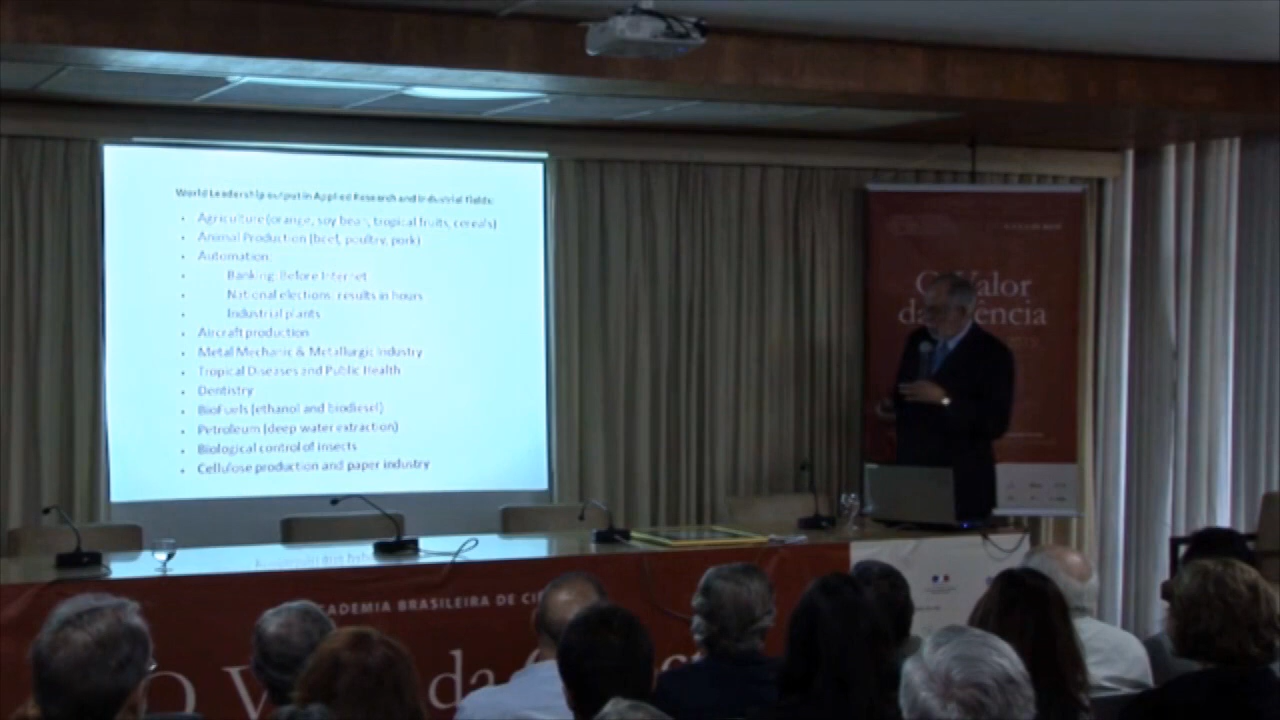 World Leadership output in Applied Research and Industrial Fields:
• Agriculture (orange, soy bean, tropical fruits, cereals)
• Animal Production (beef, poultry, pork)
• Automation:
Banking: Before Internet
National elections: results in hours
Industrial plants
• Aircraft production
• Metal Mechanic & Metallurgic Industry
• Tropical Diseases and Public Health
• Dentistry
• BioFuels (ethanol and biodiesel)
• Petroleum (deep water extraction)
• Biological control of insects
• Cellulose production and paper industry
O Valor
da ência
CADEMIA BRASILEIRA DE CI
O V da